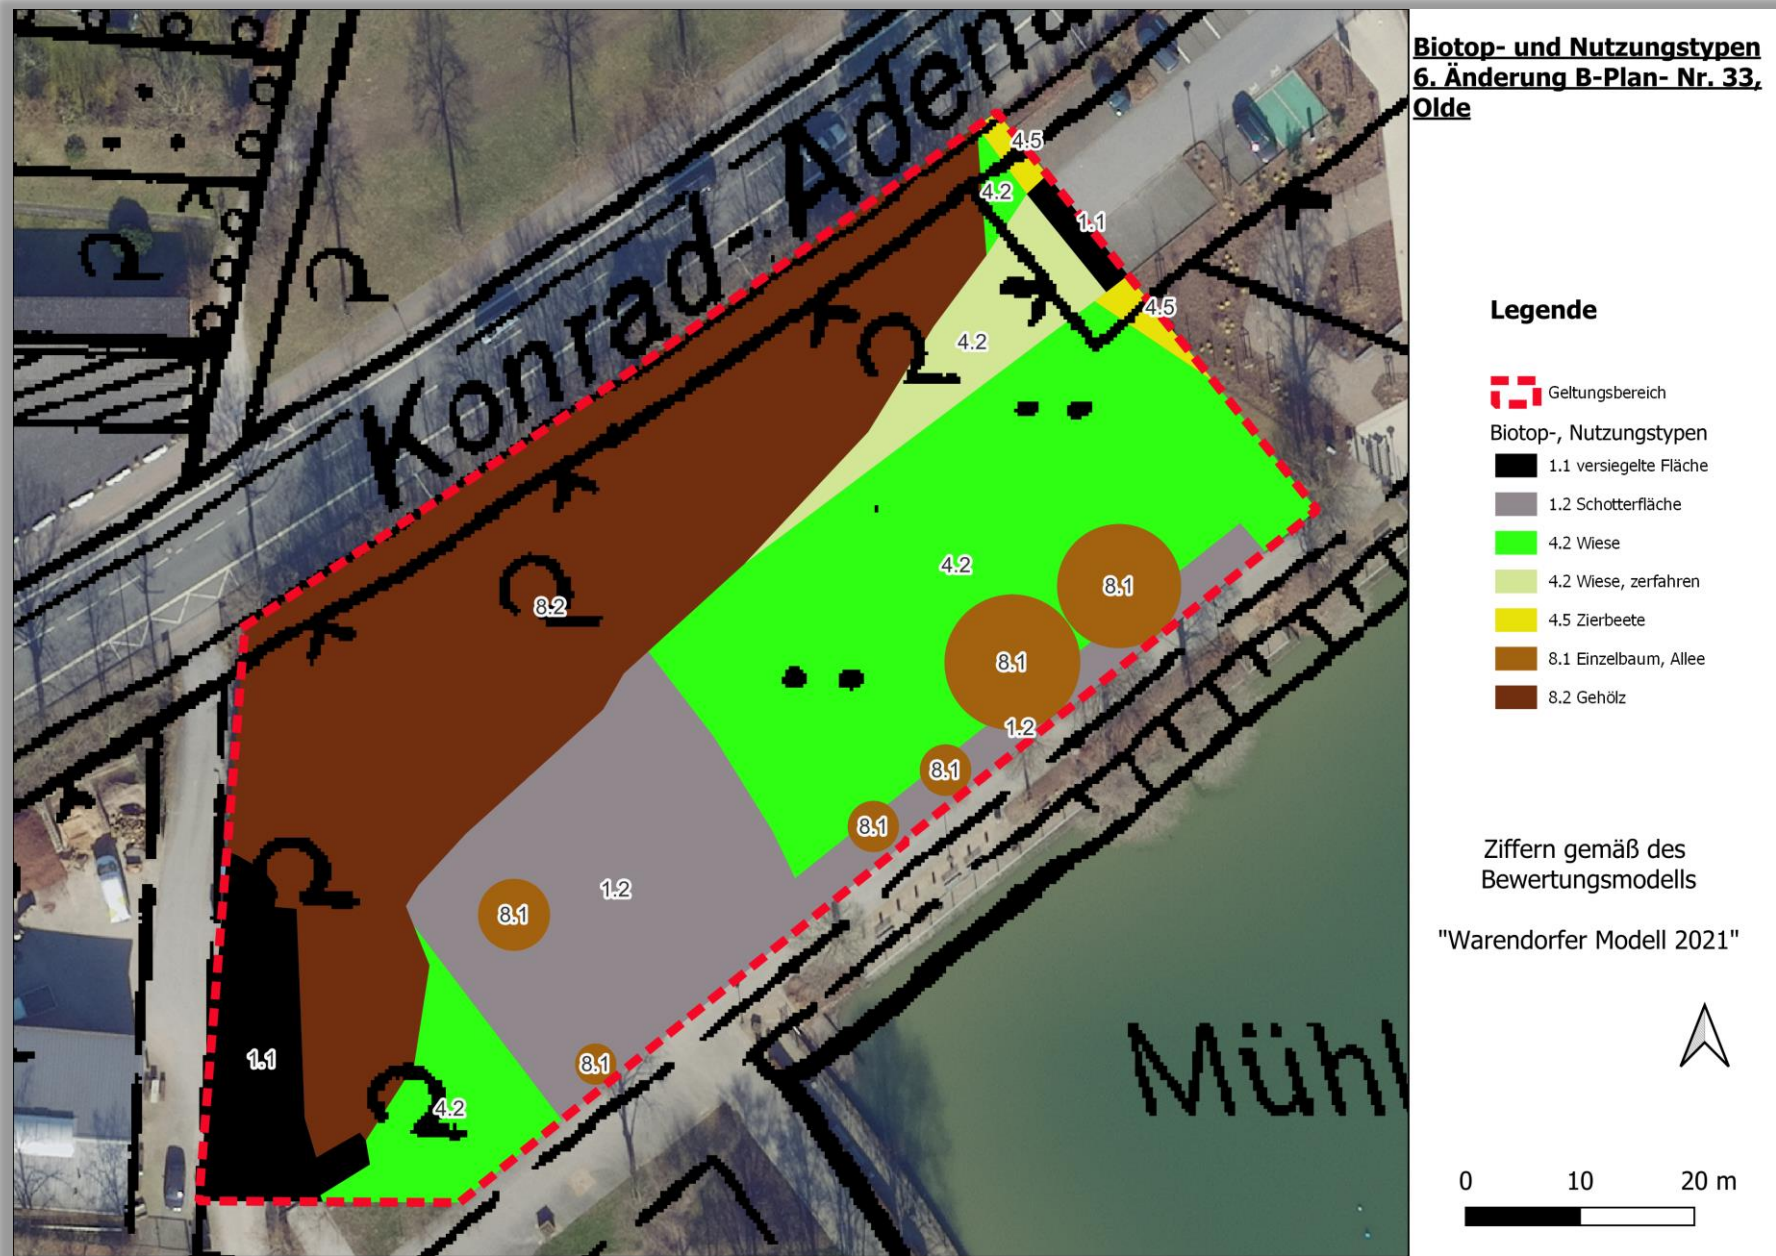 Biotop- und Nutzungstypen
6. Änderung B-Plan- Nr. 33,
Olde
Konrad-Adena
4.5
4.2
1.1
4.5
4.2
4.2
8.1
8.2
8.1
1.2
8.1
8.1
1.2
8.1
1.1
8.1
4.2
Mühl
Legende
Geltungsbereich
Biotop-, Nutzungstypen
1.1 versiegelte Fläche
1.2 Schotterfläche
4.2 Wiese
4.2 Wiese, zerfahren
4.5 Zierbeete
8.1 Einzelbaum, Allee
8.2 Gehölz
Ziffern gemäß des
Bewertungsmodells
"Warendorfer Modell 2021"
0 10 20 m